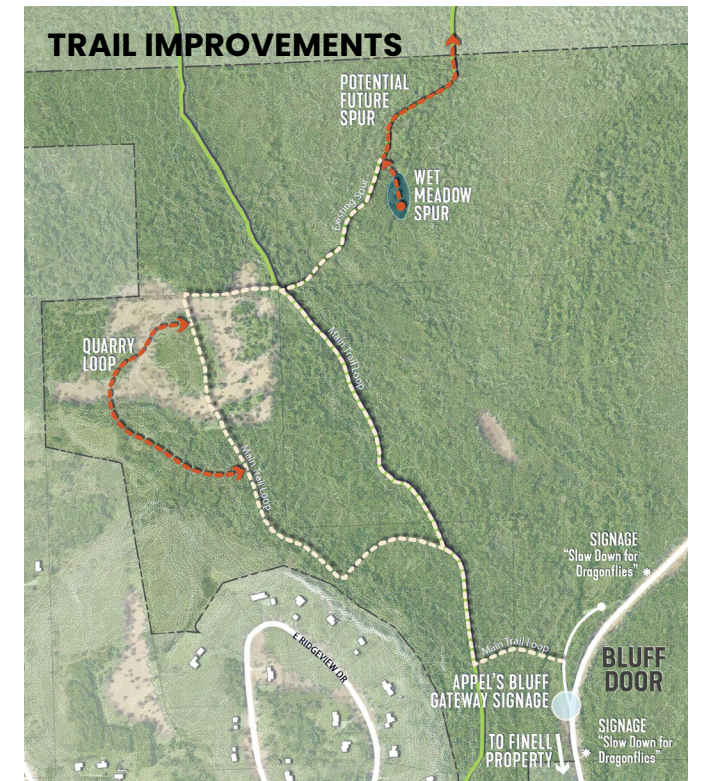 TRAIL IMPROVEMENTS
POTENTIAL
FUTURE
SPUR
WET
MEADOW
SPUR
Existing Spur
QUARRY
LOOP
Main Trail Loop
Main Trail Loop
SIGNAGE
“Slow Down for
Dragonflies”
E RIDGEVIEW DR
Main Trail Loop
BLUFF
DOOR
APPEL'S BLUFF
GATEWAY SIGNAGE
TO FINELL
PROPERTY
SIGNAGE
“Slow Down for
Dragonflies”